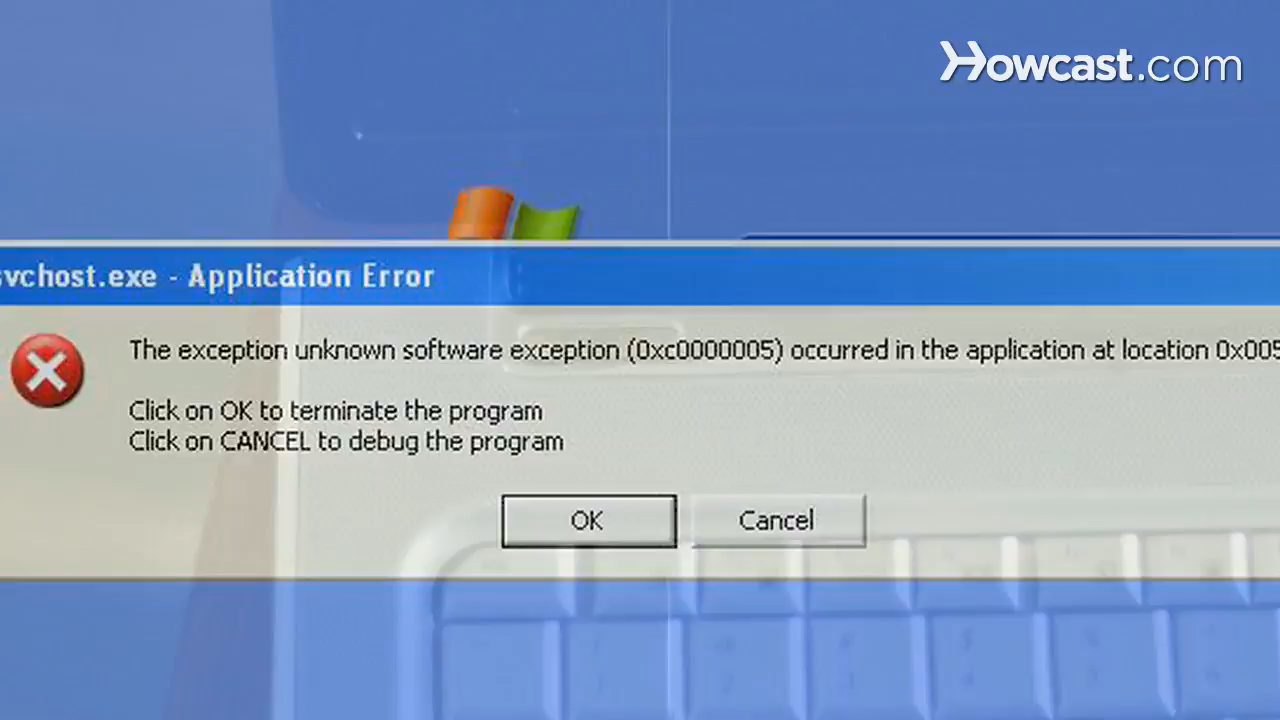 Howcast.com
svchost.exe - Application Error
The exception unknown software exception (0xc0000005) occurred in the application at location 0x005
Click on OK to terminate the program
Click on CANCEL to debug the program
OK Cancel